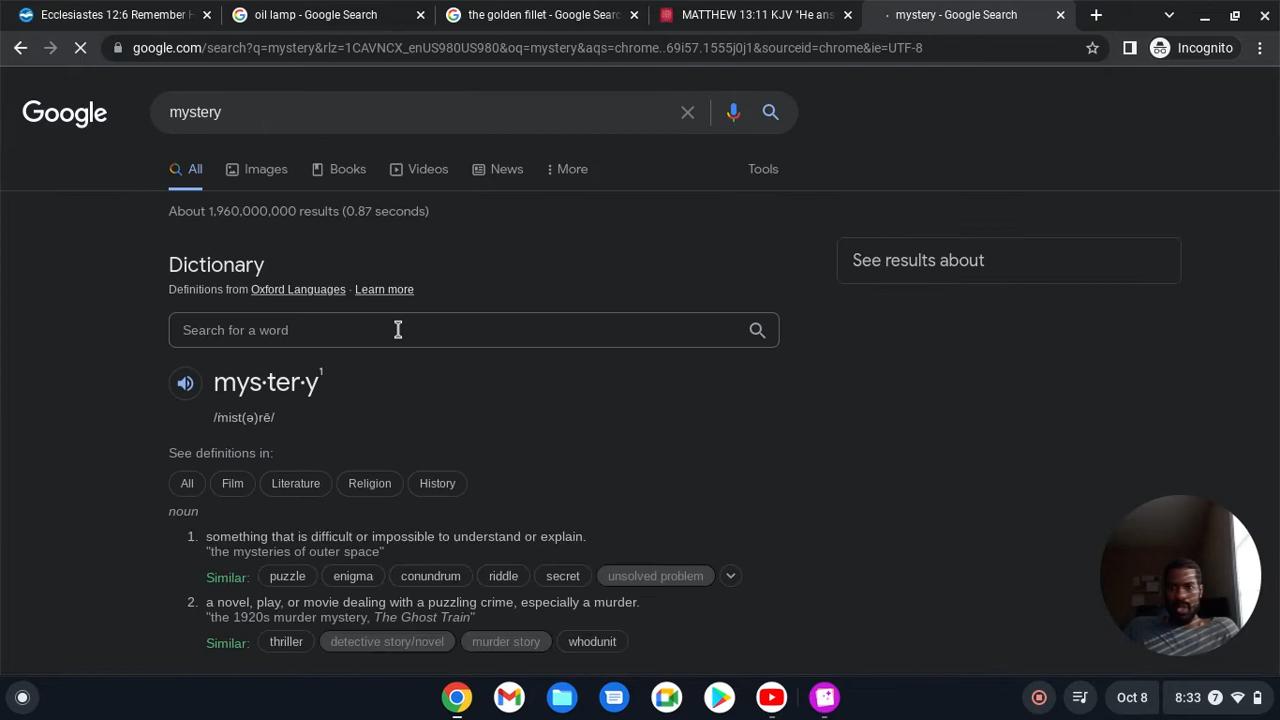 Ecclesiastes 12:6 Remember H
oil lamp - Google Search
the golden fillet - Google Searc
MATTHEW 13:11 KJV "He ans
mystery - Google Search
google.com/search?q=mystery&rlz=1CAVNCX_enUS980US980&oq=mystery&aqs=chrome..69i57.1555j0j1&sourceid=chrome&ie=UTF-8
Incognito
Google
mystery
All
Images
Books
Videos
News
More
Tools
About 1,960,000,000 results (0.87 seconds)
See results about
Dictionary
Definitions from Oxford Languages · Learn more
Search for a word
mys·ter·y1
/ˈmist(ə)rē/
See definitions in:
All
Film
Literature
Religion
History
noun
1. something that is difficult or impossible to understand or explain.
"the mysteries of outer space"
Similar: puzzle enigma conundrum riddle secret unsolved problem
2. a novel, play, or movie dealing with a puzzling crime, especially a murder.
"the 1920s murder mystery, The Ghost Train"
Similar: thriller detective story/novel murder story whodunit
Oct 8
8:33
7